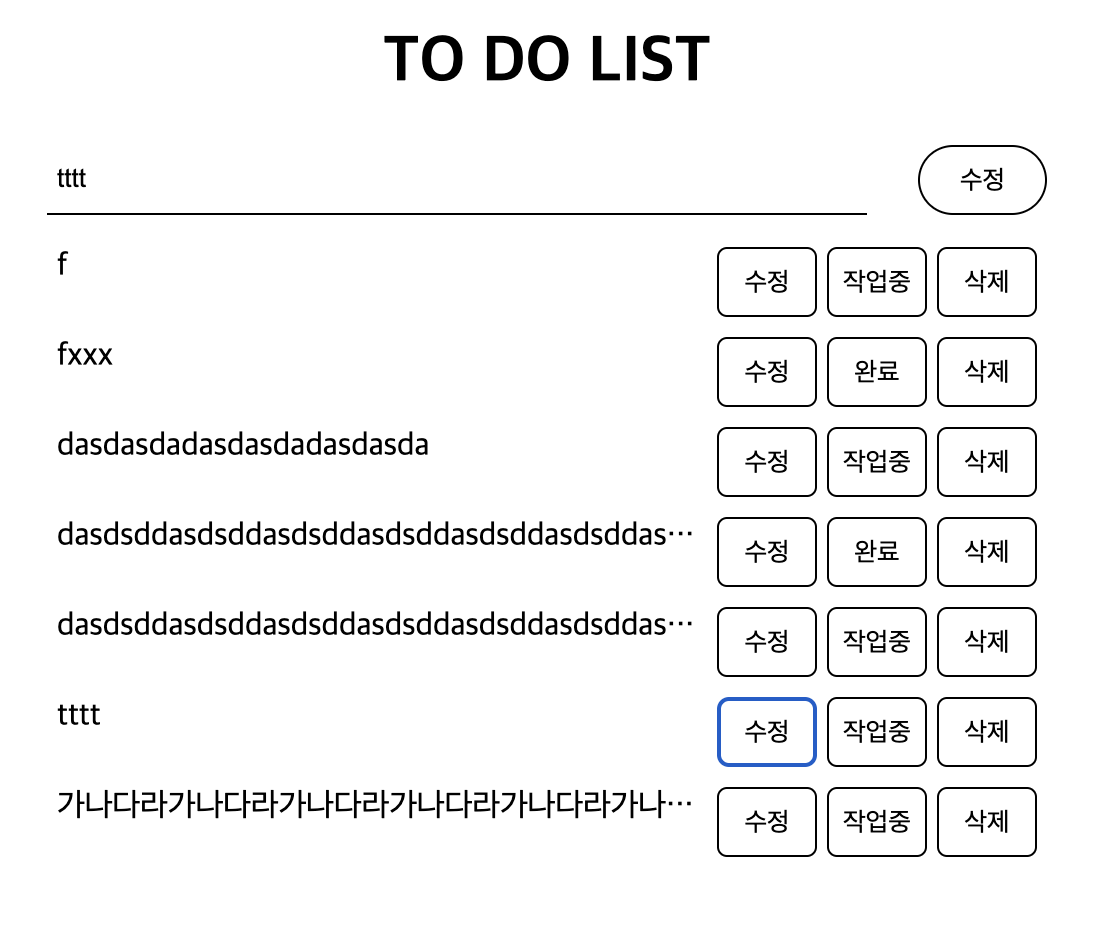 TO DO LIST
tttt 수정
f 수정 작업중 삭제
fxxx 수정 완료 삭제
dasdasdadasdasdadasdasda 수정 작업중 삭제
dasdsddasdsddasdsddasdsddasdsddasdsddas… 수정 완료 삭제
dasdsddasdsddasdsddasdsddasdsddasdsddas… 수정 작업중 삭제
tttt 수정 작업중 삭제
가나다라가나다라가나다라가나다라가나다라가나… 수정 작업중 삭제